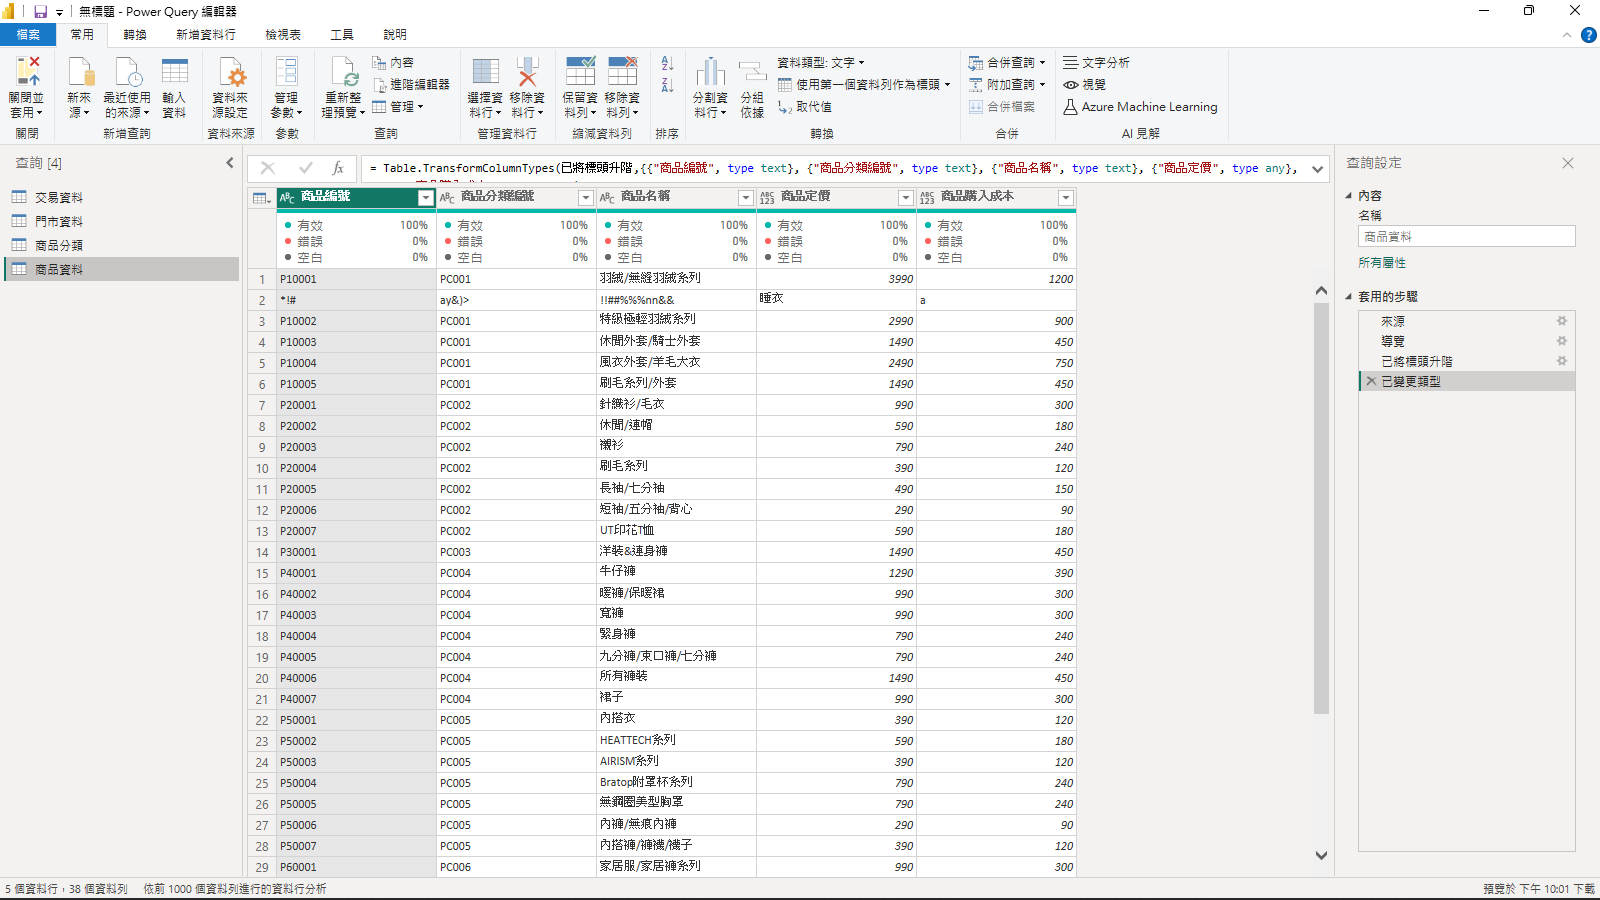 無標題 - Power Query 編輯器
檔案 常用 轉換 新增資料行 檢視表 工具 說明
關閉並套用 新來源 最近使用的來源 輸入資料 資料來源設定 管理參數 重新整理預覽 內容 進階編輯器 管理 選擇資料行 移除資料行 保留資料列 移除資料列 分割資料行 分組依據 資料類型: 文字 使用第一個資料列作為標頭 取代值 合併查詢 附加查詢 合併檔案 文字分析 視覺 Azure Machine Learning
關閉 新增查詢 資料來源 參數 查詢 管理資料行 縮減資料列 排序 轉換 合併 AI 見解
查詢 [4]
交易資料
門市資料
商品分類
商品資料
= Table.TransformColumnTypes(已將標頭升階,{{"商品編號", type text}, {"商品分類編號", type text}, {"商品名稱", type text}, {"商品定價", type any},
商品編號 商品分類編號 商品名稱 商品定價 商品購入成本
有效 100% 有效 100% 有效 100% 有效 100% 有效 100%
錯誤 0% 錯誤 0% 錯誤 0% 錯誤 0% 錯誤 0%
空白 0% 空白 0% 空白 0% 空白 0% 空白 0%
1 P10001 PC001 羽絨/無縫羽絨系列 3990 1200
2 *!# ay&)> !!##%%%nn&& 睡衣 a
3 P10002 PC001 特級極輕羽絨系列 2990 900
4 P10003 PC001 休閒外套/騎士外套 1490 450
5 P10004 PC001 風衣外套/羊毛大衣 2490 750
6 P10005 PC001 刷毛系列/外套 1490 450
7 P20001 PC002 針織衫/毛衣 990 300
8 P20002 PC002 休閒/連帽 590 180
9 P20003 PC002 襯衫 790 240
10 P20004 PC002 刷毛系列 390 120
11 P20005 PC002 長袖/七分袖 490 150
12 P20006 PC002 短袖/五分袖/背心 290 90
13 P20007 PC002 UT印花T恤 590 180
14 P30001 PC003 洋裝&連身褲 1490 450
15 P40001 PC004 牛仔褲 1290 390
16 P40002 PC004 暖褲/保暖裙 990 300
17 P40003 PC004 寬褲 990 300
18 P40004 PC004 緊身褲 790 240
19 P40005 PC004 九分褲/束口褲/七分褲 790 240
20 P40006 PC004 所有褲裝 1490 450
21 P40007 PC004 裙子 990 300
22 P50001 PC005 內搭衣 390 120
23 P50002 PC005 HEATTECH系列 590 180
24 P50003 PC005 AIRISM系列 390 120
25 P50004 PC005 Bratop附罩杯系列 790 240
26 P50005 PC005 無鋼圈美型胸罩 790 240
27 P50006 PC005 內褲/無痕內褲 290 90
28 P50007 PC005 內搭褲/褲襪/襪子 390 120
29 P60001 PC006 家居服/家居褲系列 990 300
查詢設定
內容
名稱
商品資料
所有屬性
套用的步驟
來源
導覽
已將標頭升階
已變更類型
5 個資料行，38 個資料列 依前 1000 個資料列進行的資料行分析
預覽於 下午 10:01 下載